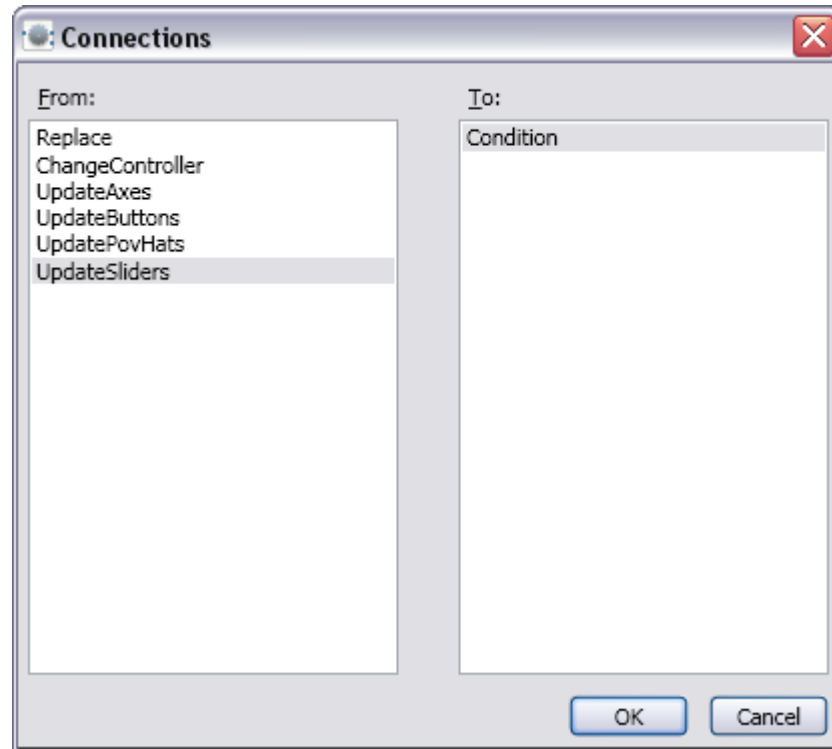 Connections
From:
Replace
ChangeController
UpdateAxes
UpdateButtons
UpdatePovHats
UpdateSliders
To:
Condition
OK
Cancel